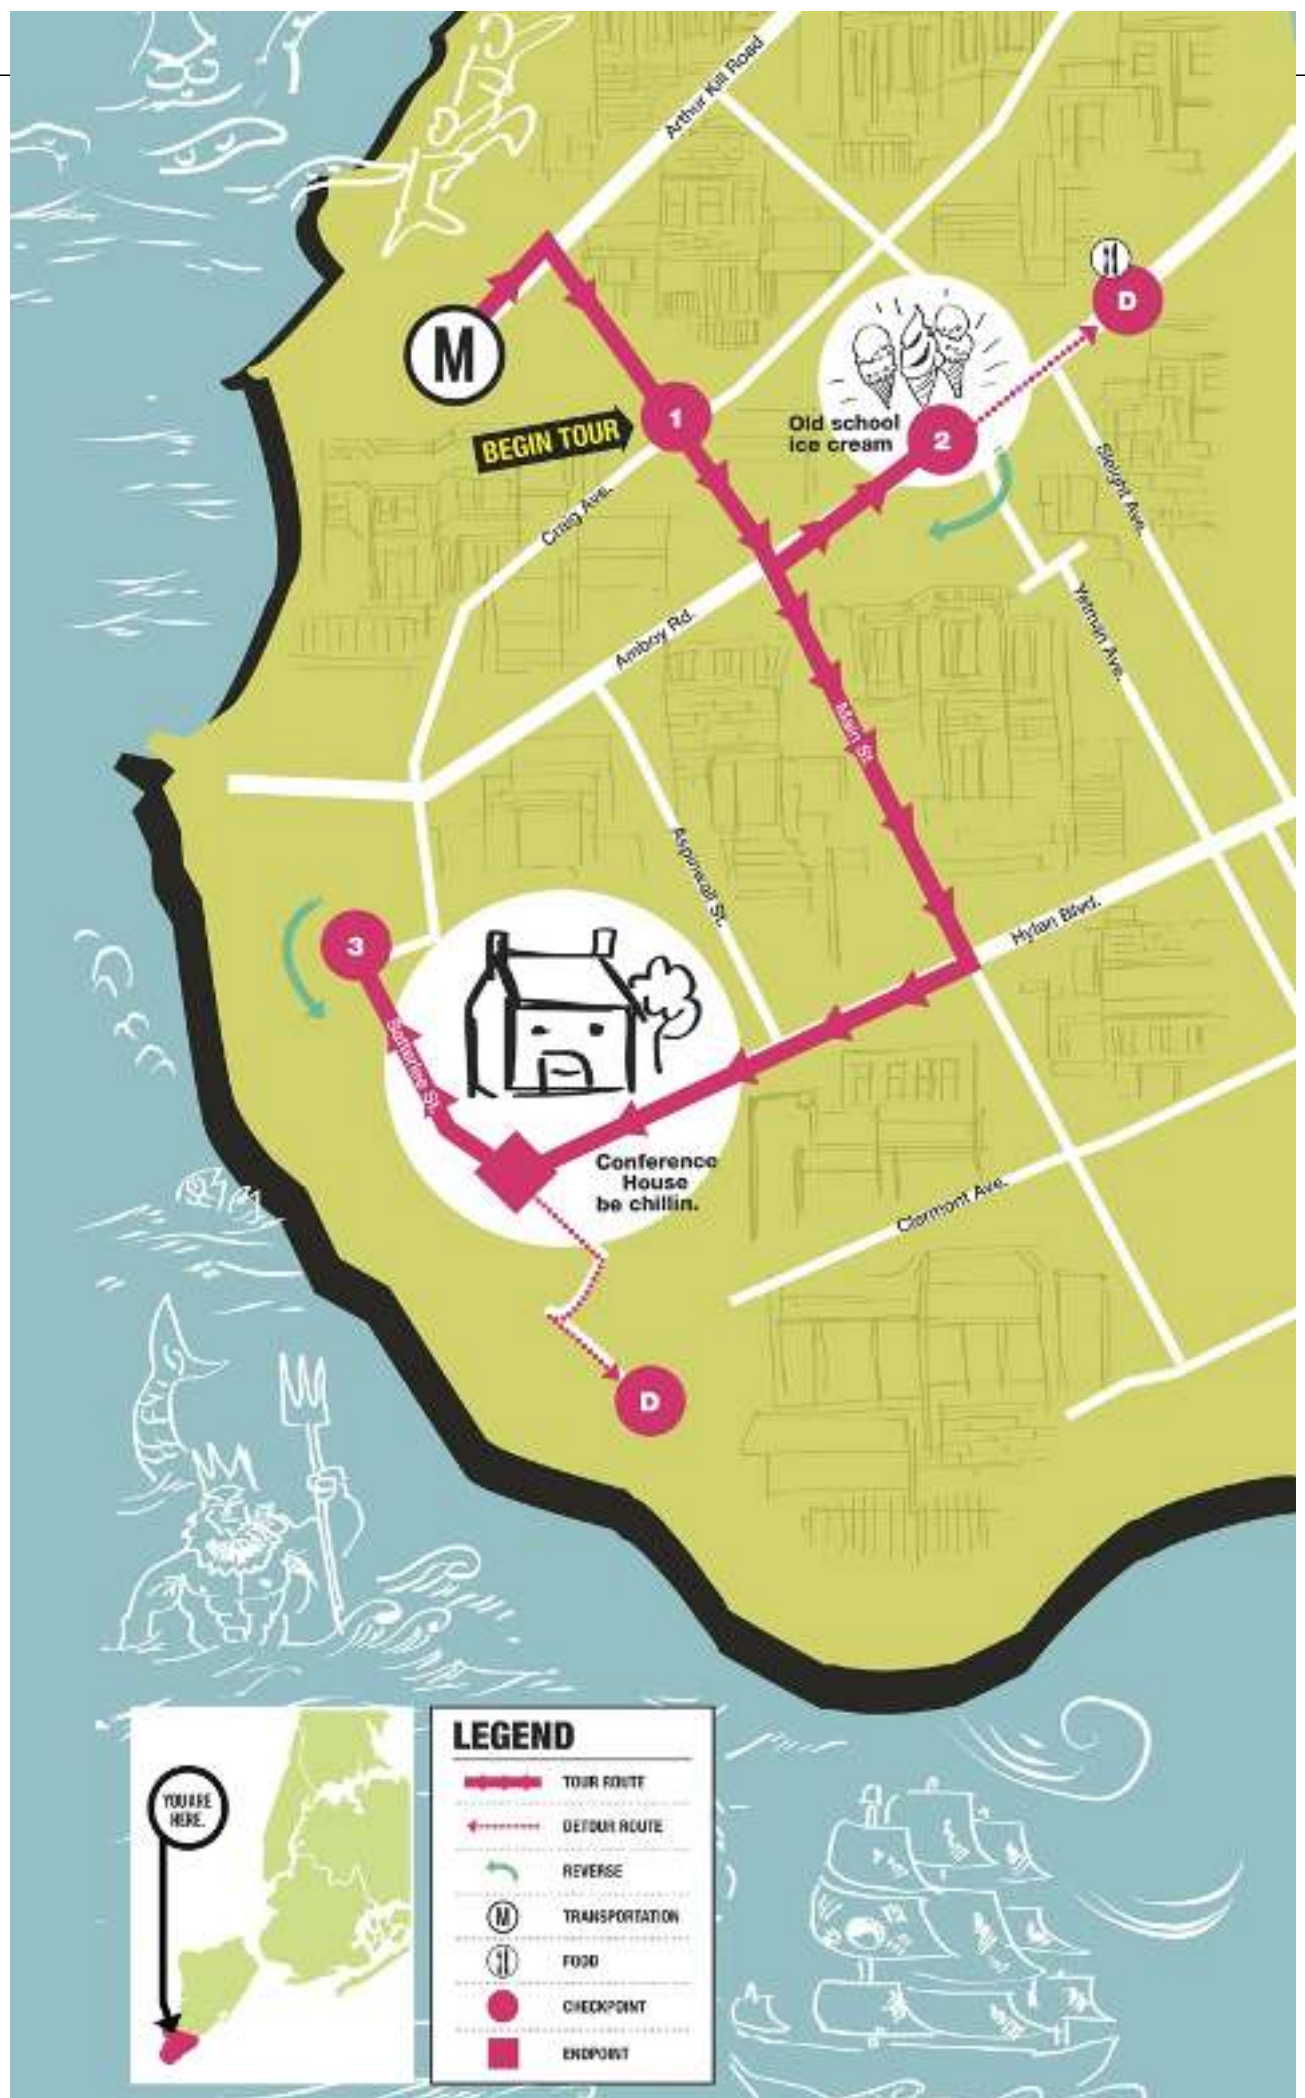 Arthur Kill Road
D
M
1
BEGIN TOUR
Old school
ice cream
2
Craig Ave.
Sleight Ave.
Amboy Rd.
Yetman Ave.
Main St.
Aspinwall St.
Hylan Blvd.
3
Satterlee St.
Conference
House
be chillin.
Clermont Ave.
D
YOU ARE
HERE.
LEGEND
TOUR ROUTE
DETOUR ROUTE
REVERSE
M TRANSPORTATION
FOOD
CHECKPOINT
ENDPOINT